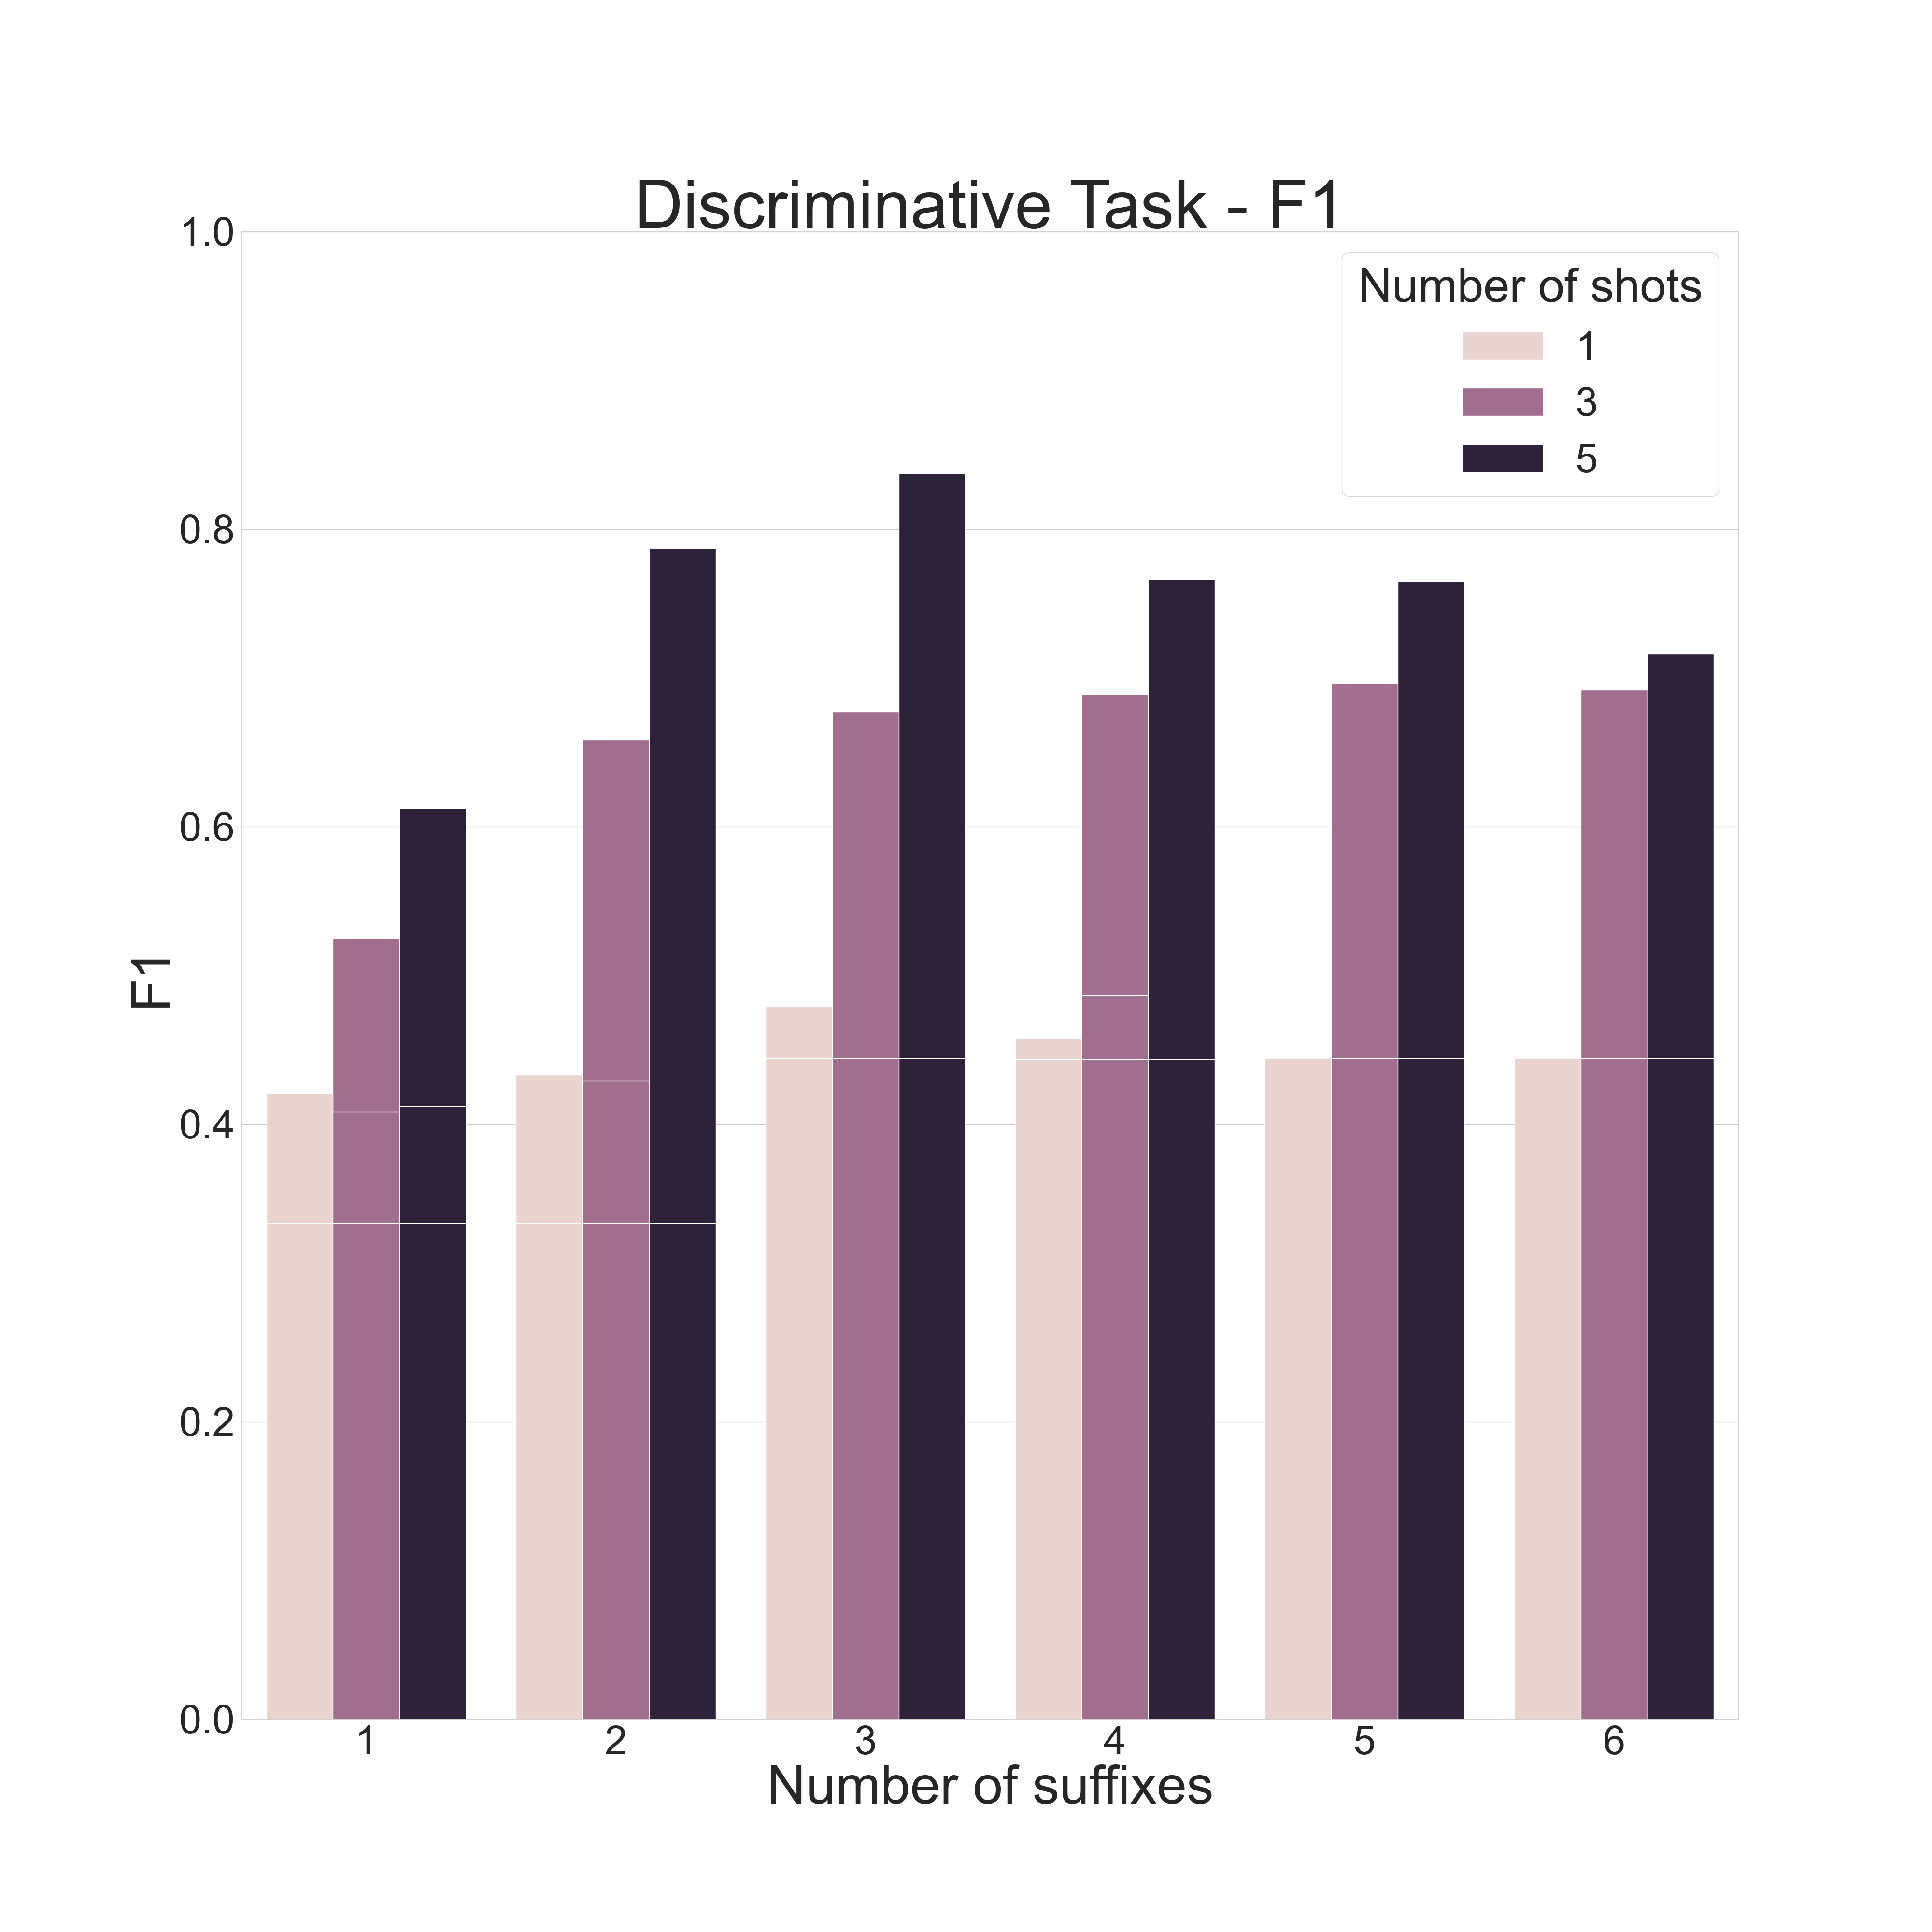 Discriminative Task - F1
1.0
0.8
0.6
0.4
0.2
0.0
F1
Number of shots
1
3
5
1 2 3 4 5 6
Number of suffixes